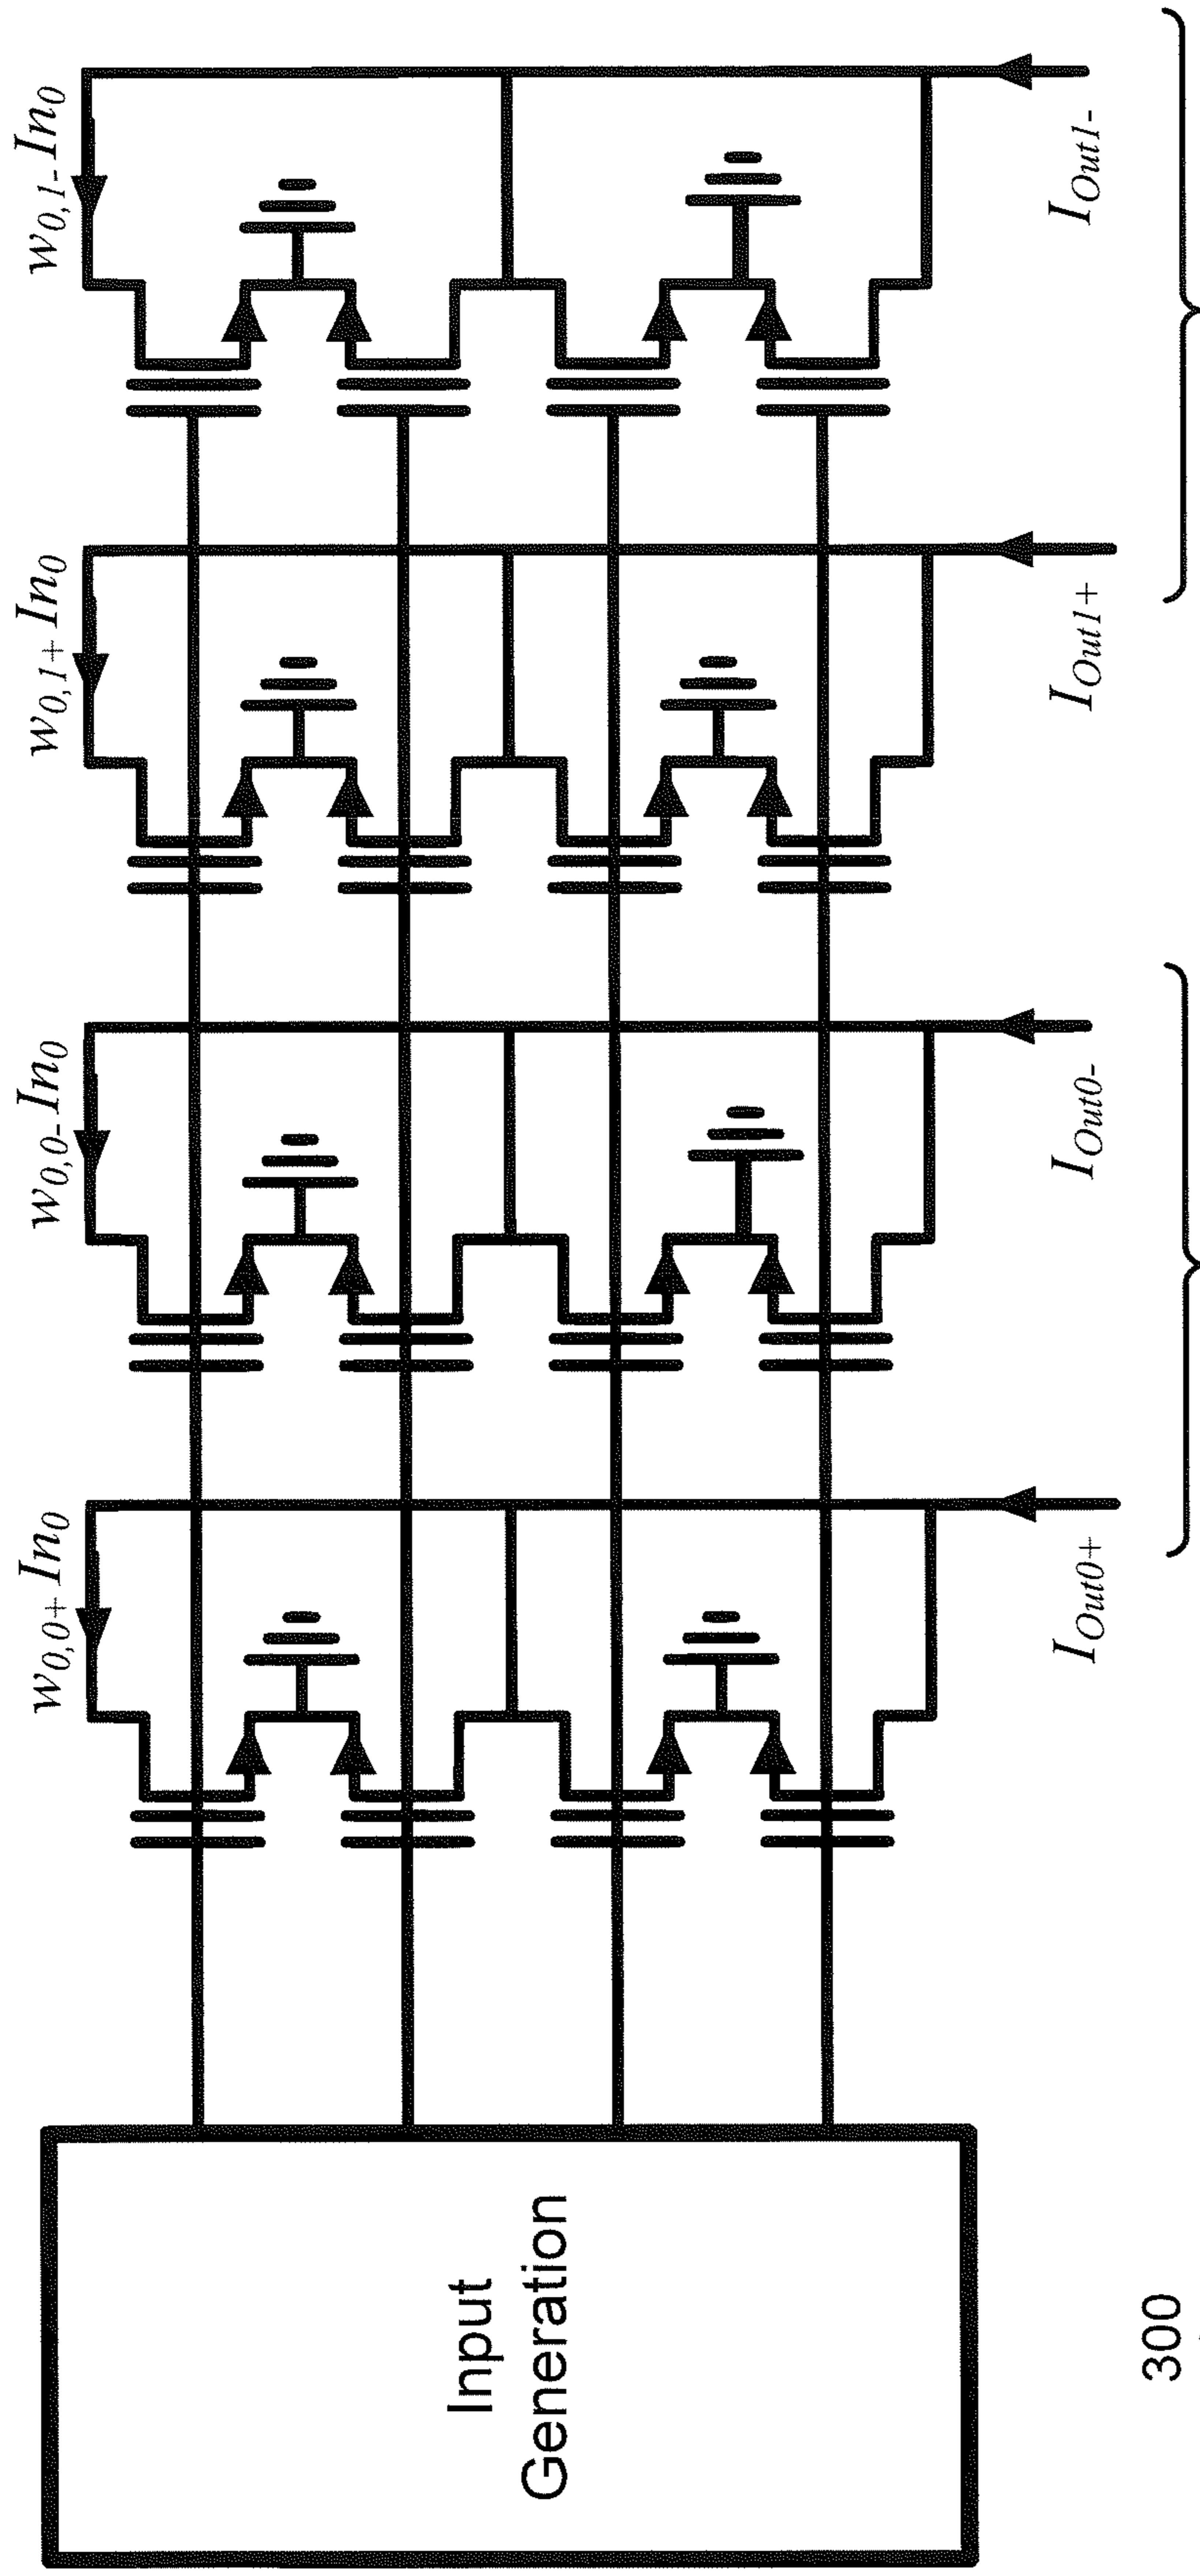 Input
Generation
w0,0+ In0
w0,0- In0
w0,1+ In0
w0,1- In0
IOut0+
IOut0-
IOut1+
IOut1-
300